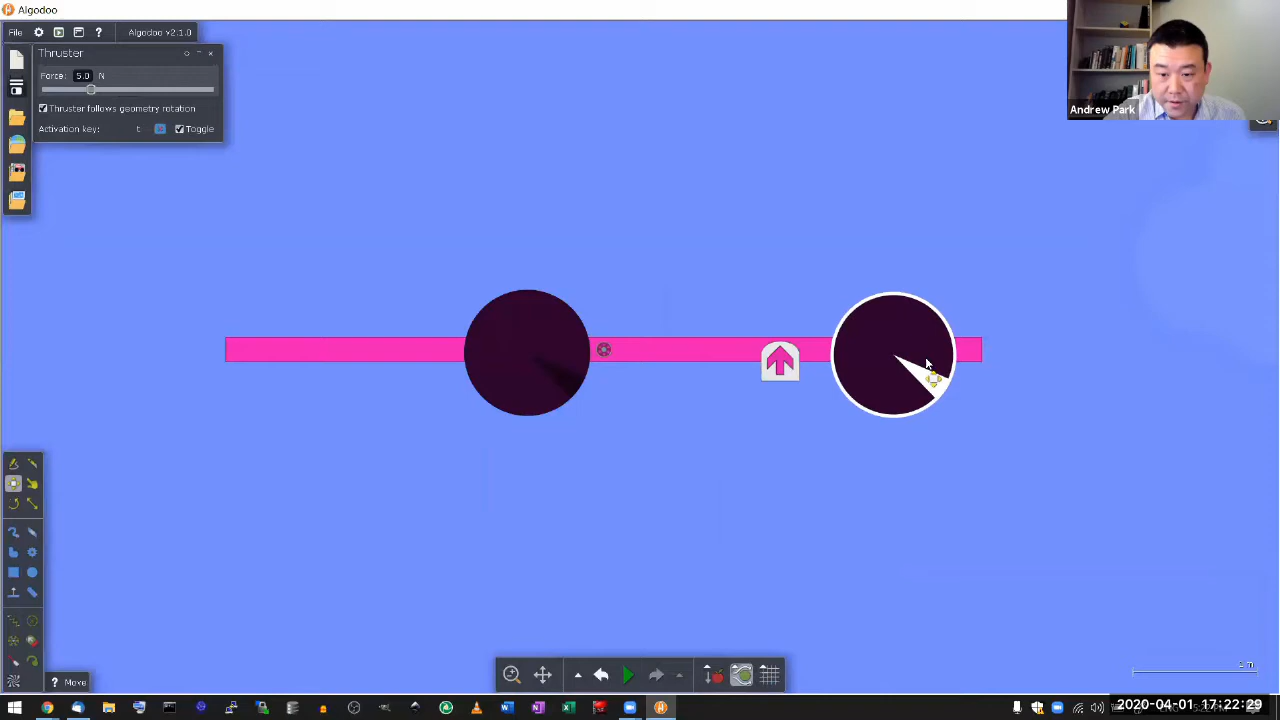 Algodoo
File ? Algodoo v2.1.0
Thruster
Force: 5.0 N
Thruster follows geometry rotation
Activation key: t Toggle
Andrew Park
? Move
2020-04-01 17:22:29